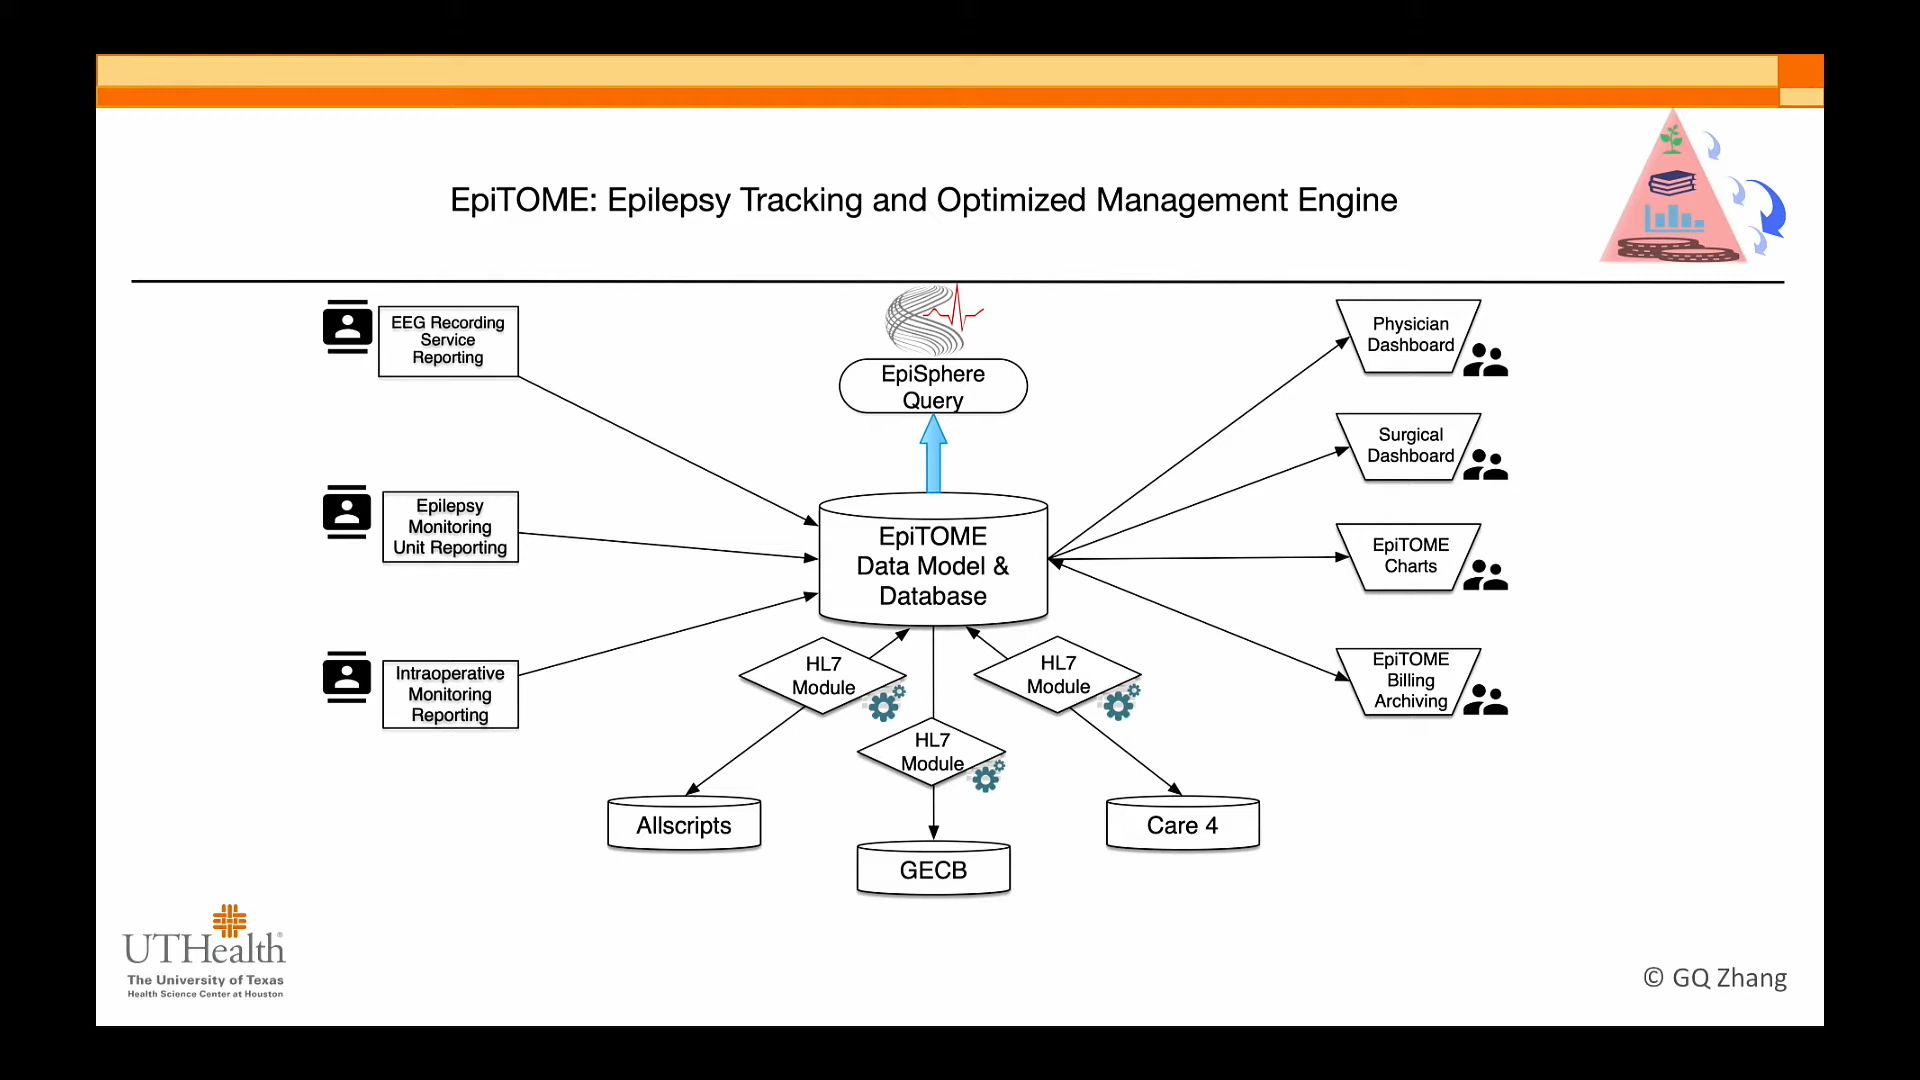 EpiTOME: Epilepsy Tracking and Optimized Management Engine
EEG Recording
Service
Reporting
Epilepsy
Monitoring
Unit Reporting
Intraoperative
Monitoring
Reporting
EpiSphere
Query
EpiTOME
Data Model &
Database
HL7
Module
HL7
Module
HL7
Module
Allscripts
GECB
Care 4
Physician
Dashboard
Surgical
Dashboard
EpiTOME
Charts
EpiTOME
Billing
Archiving
UTHealth®
The University of Texas
Health Science Center at Houston
© GQ Zhang